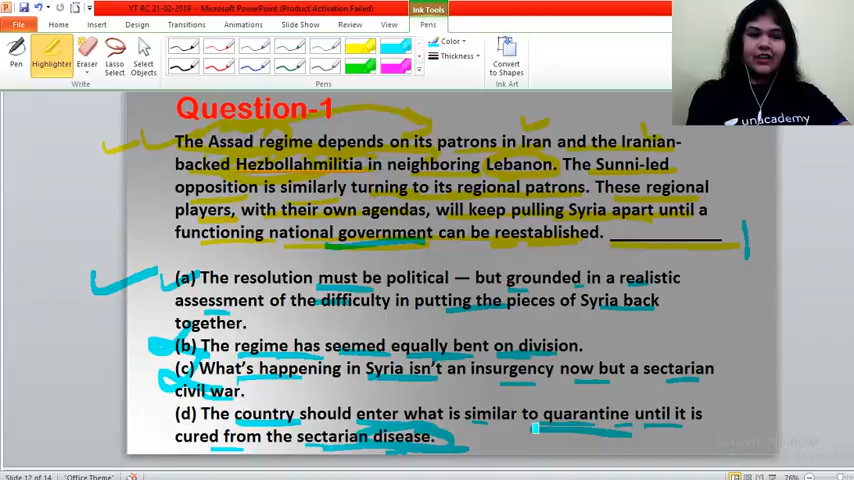 YT RC 21-02-2019 - Microsoft PowerPoint (Product Activation Failed)
Ink Tools
File Home Insert Design Transitions Animations Slide Show Review View Pens
Pen Highlighter Eraser Lasso Select Select Objects
Color
Thickness
Convert to Shapes
Write Pens Ink Art
unacademy
Question-1
The Assad regime depends on its patrons in Iran and the Iranian-
backed Hezbollahmilitia in neighboring Lebanon. The Sunni-led
opposition is similarly turning to its regional patrons. These regional
players, with their own agendas, will keep pulling Syria apart until a
functioning national government can be reestablished. ____________
(a) The resolution must be political — but grounded in a realistic
assessment of the difficulty in putting the pieces of Syria back
together.
(b) The regime has seemed equally bent on division.
(c) What's happening in Syria isn't an insurgency now but a sectarian
civil war.
(d) The country should enter what is similar to quarantine until it is
cured from the sectarian disease.
Slide 12 of 14 "Office Theme" 76%